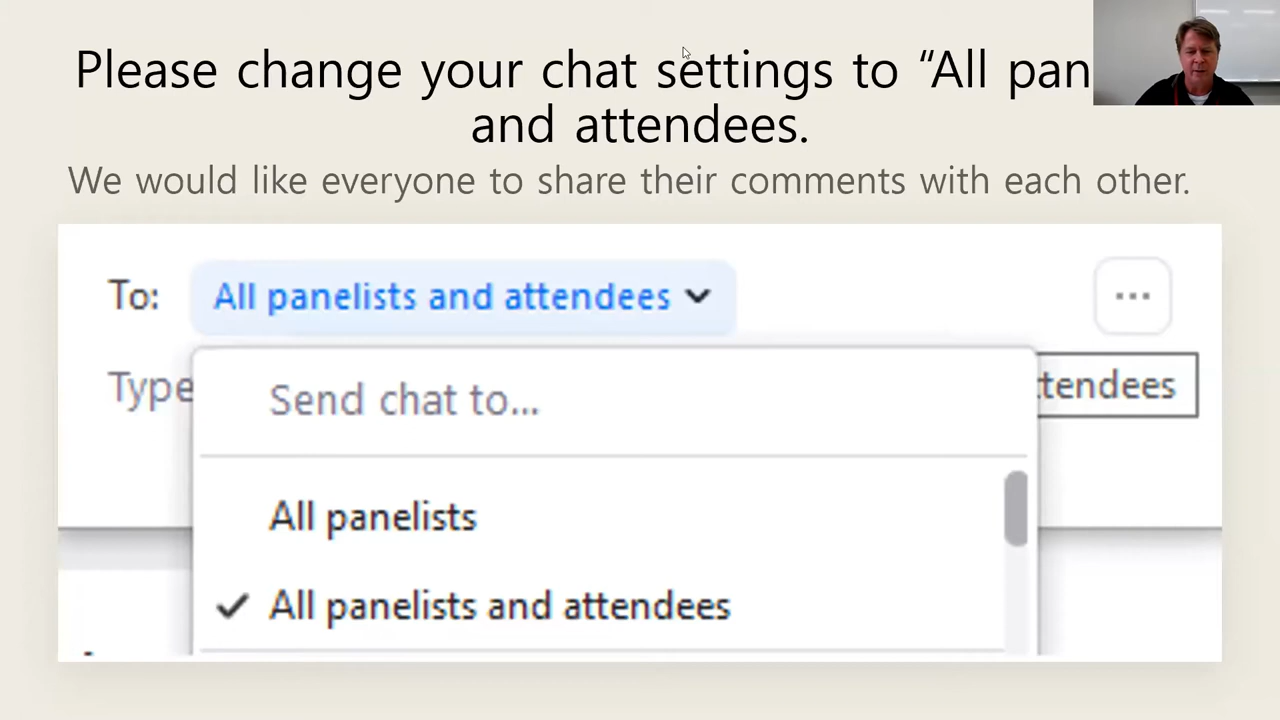 Please change your chat settings to “All pan
and attendees.
We would like everyone to share their comments with each other.
To: All panelists and attendees
Type
tendees
Send chat to...
All panelists
All panelists and attendees